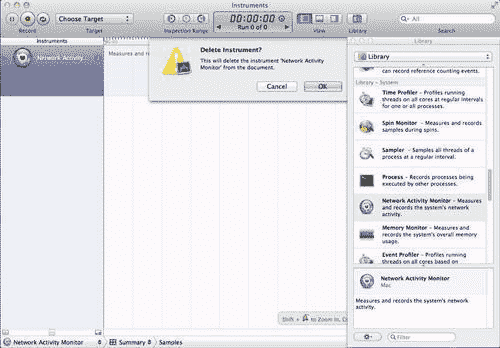 Instruments
Choose Target
00:00:00
Run 0 of 0
All
Record
Target
Inspection Range
View
Library
Search
Instruments
Library
Network Activity
Measures and re
Delete Instrument?
This will delete the instrument 'Network Activity
Monitor' from the document.
Cancel
OK
Library
can record reference counting events.
Library - System
Time Profiler - Profiles running
threads on all cores at regular intervals
for one or all processes.
Spin Monitor - Measures and records
samples during spins.
Sampler - Samples all threads of a
process at a regular interval.
Process - Records processes being
executed by other processes.
Network Activity Monitor - Measures
and records the system's network
activity.
Memory Monitor - Measures and
records the system's overall memory
usage.
Event Profiler - Profiles running
threads on all cores based on
Network Activity Monitor
Mac
Measures and records the system's network
activity.
Shift +
to Zoom In, C
Network Activity Monitor
Summary
Samples
Filter